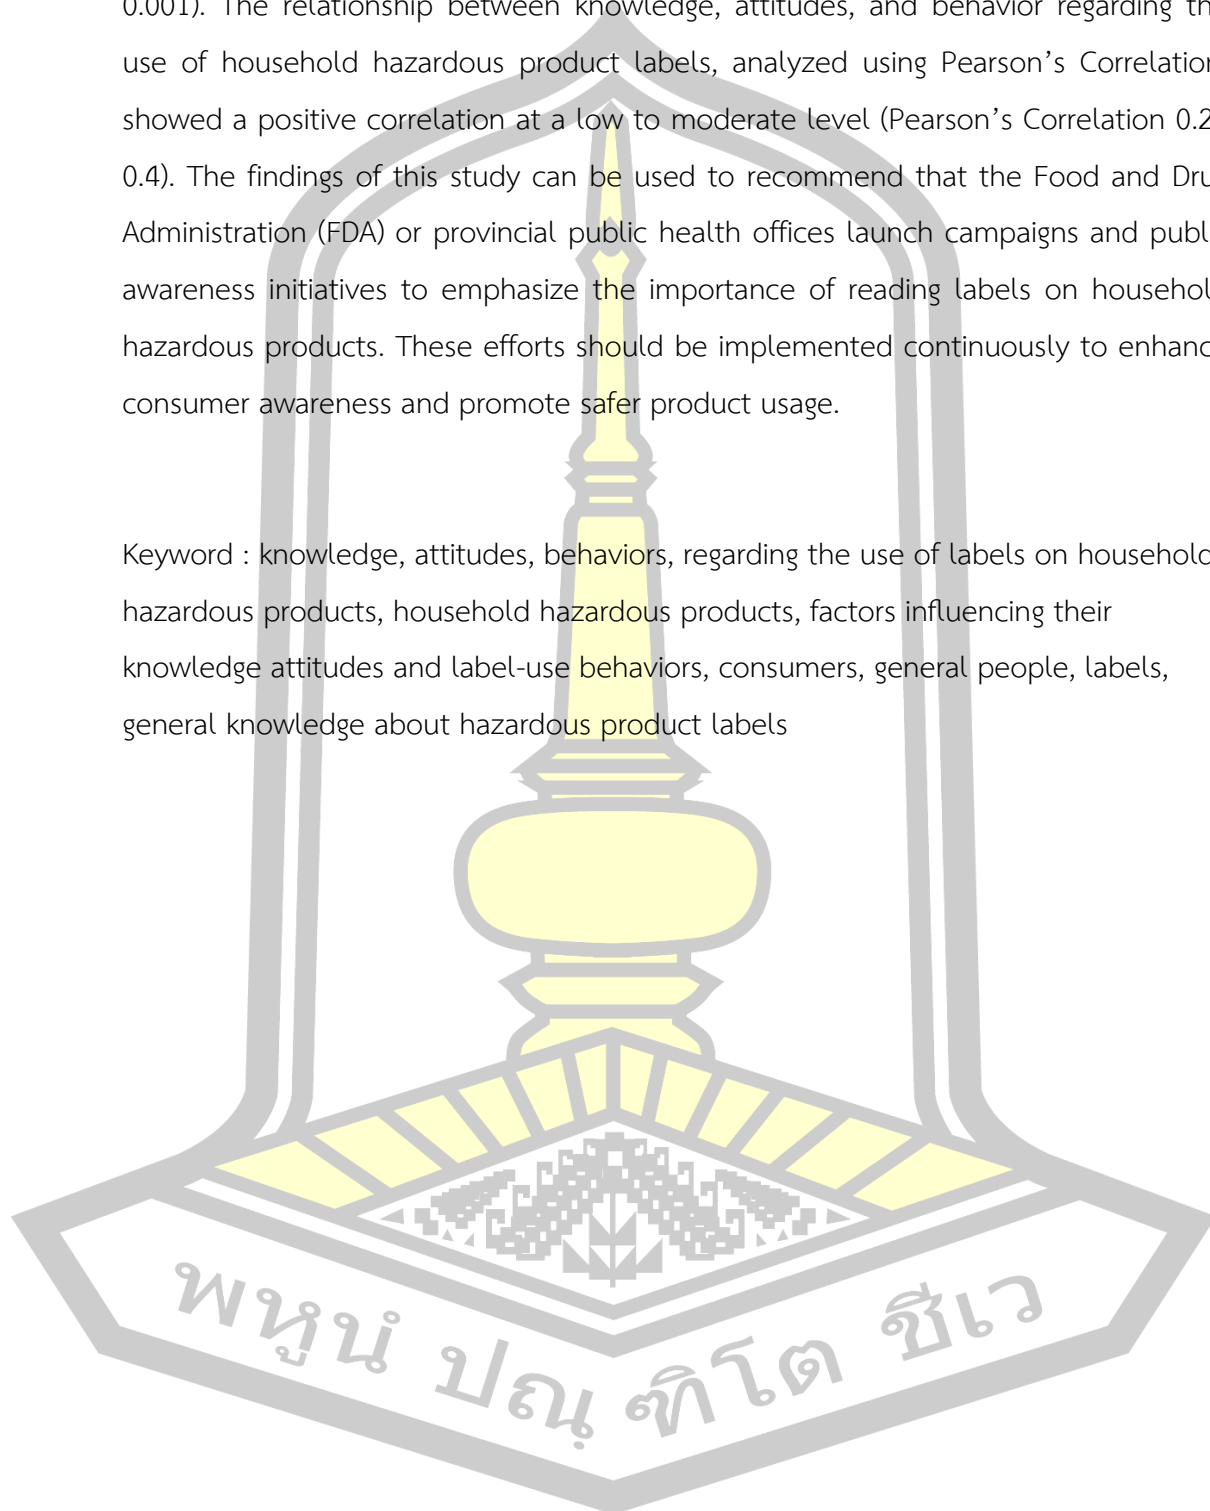 0.001). The relationship between knowledge, attitudes, and behavior regarding th
use of household hazardous product labels, analyzed using Pearson's Correlation
showed a positive correlation at a low to moderate level (Pearson's Correlation 0.2
0.4). The findings of this study can be used to recommend that the Food and Dru
Administration (FDA) or provincial public health offices launch campaigns and publ
awareness initiatives to emphasize the importance of reading labels on househol
hazardous products. These efforts should be implemented continuously to enhanc
consumer awareness and promote safer product usage.
Keyword : knowledge, attitudes, behaviors, regarding the use of labels on household
hazardous products, household hazardous products, factors influencing their
knowledge attitudes and label-use behaviors, consumers, general people, labels,
general knowledge about hazardous product labels
พหูนํ ปณฺ ฑิโต ชีเว